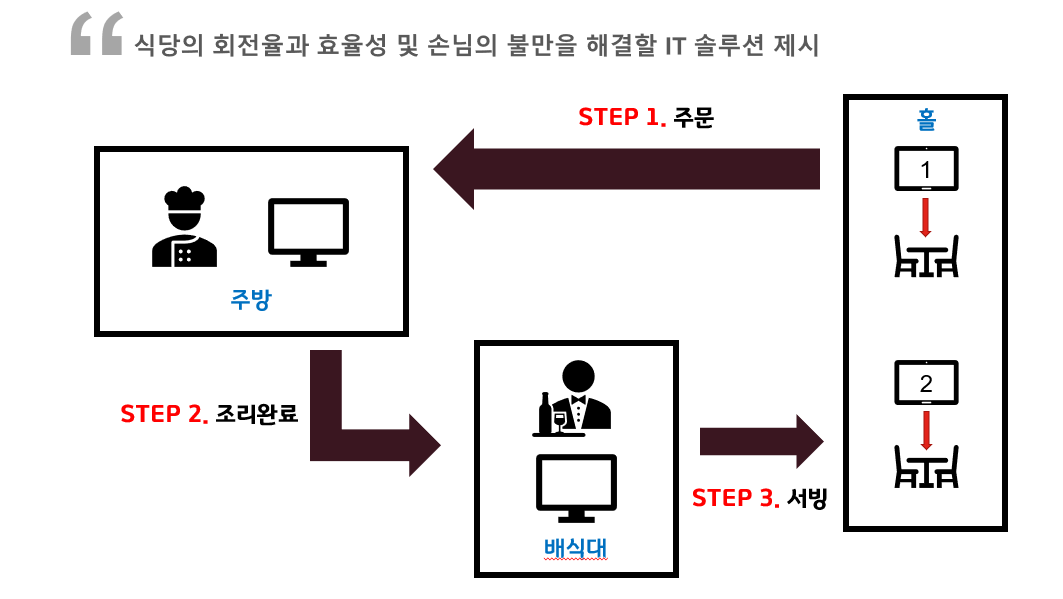 “ 식당의 회전율과 효율성 및 손님의 불만을 해결할 IT 솔루션 제시
STEP 1. 주문
홀
1
주방
STEP 2. 조리완료
2
STEP 3. 서빙
배식대